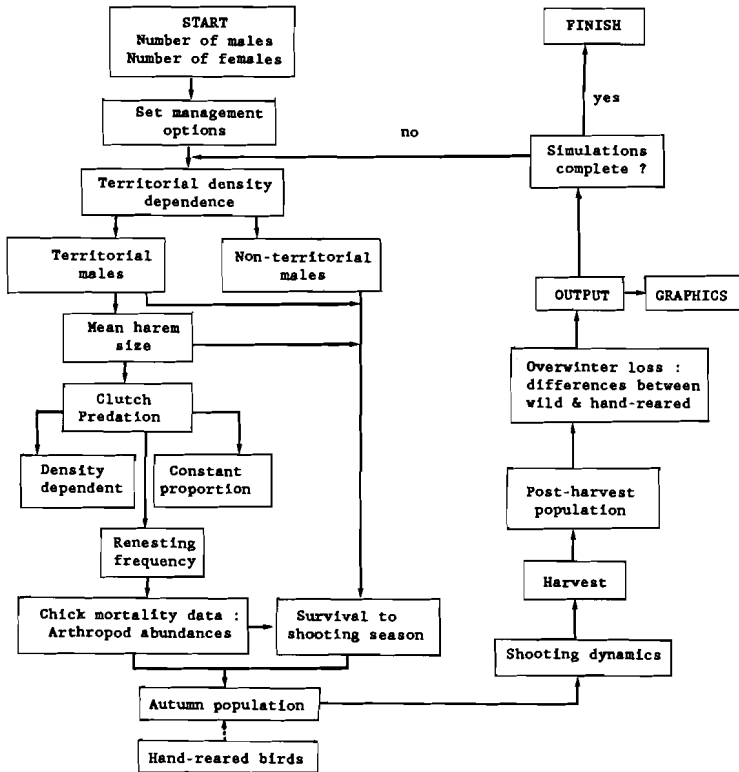 START
Number of males
Number of females
Set management
options
Territorial density
dependence
Territorial
males
Non-territorial
males
Mean harem
size
Clutch
Predation
Density
dependent
Constant
proportion
Renesting
frequency
Chick mortality data :
Arthropod abundances
Survival to
shooting season
Autumn population
Hand-reared birds
Shooting dynamics
Harvest
Post-harvest
population
Overwinter loss :
differences between
wild & hand-reared
OUTPUT
GRAPHICS
Simulations
complete ?
no
yes
FINISH